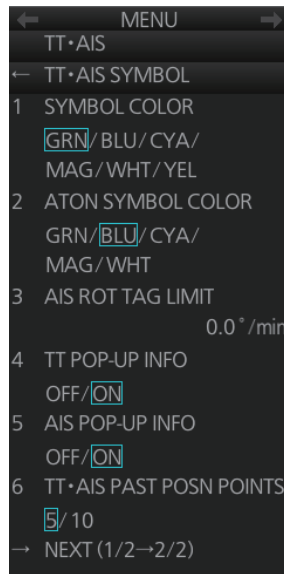 ← MENU →
TT•AIS
← TT•AIS SYMBOL
1 SYMBOL COLOR
GRN/BLU/CYA/
MAG/WHT/YEL
2 ATON SYMBOL COLOR
GRN/BLU/CYA/
MAG/WHT
3 AIS ROT TAG LIMIT
0.0°/min
4 TT POP-UP INFO
OFF/ON
5 AIS POP-UP INFO
OFF/ON
6 TT•AIS PAST POSN POINTS
5/10
→ NEXT (1/2→2/2)